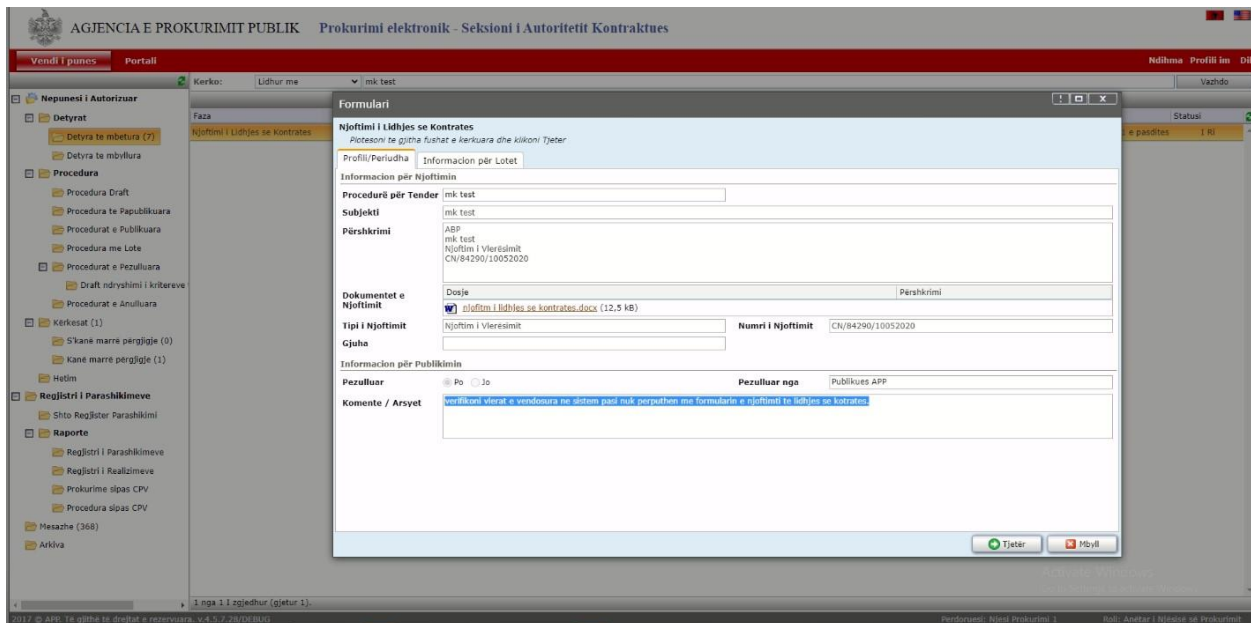 AGJENCIA E PROKURIMIT PUBLIK Prokurimi elektronik - Seksioni i Autoritetit Kontraktues
Vendi i punes Portali Ndihma Profili im
Kerko: Lidhur me mk test Vazhdo
Nepunesi i Autorizuar
Detyrat
Detyra te mbetura (7)
Detyra te mbyllura
Procedura
Procedura Draft
Procedura te Papublikuara
Procedurat e Publikuara
Procedura me Lote
Procedurat e Pezulluara
Draft ndryshimi i kritereve
Procedurat e Anulluara
Kerkesat (1)
S'kanë marrë përgjigje (0)
Kanë marrë përgjigje (1)
Hetim
Regjistri i Parashikimeve
Shto Regjister Parashikimi
Raporte
Regjistri i Parashikimeve
Regjistri i Realizimeve
Prokurime sipas CPV
Procedura sipas CPV
Mesazhe (368)
Arkiva
Faza Statusi
Njoftimi i Lidhjes se Kontrates e pasdites I Ri
Formulari
Njoftimi i Lidhjes se Kontrates
Plotesoni te gjitha fushat e kerkuara dhe klikoni Tjeter
Profili/Periudha Informacion për Lotet
Informacion për Njoftimin
Procedurë për Tender mk test
Subjekti mk test
Përshkrimi ABP
mk test
Njoftim i Vlerësimit
CN/84290/10052020
Dokumentet e Njoftimit Dosje Përshkrimi
njofitm i lidhjes se kontrates.docx (12,5 kB)
Tipi i Njoftimit Njoftim i Vlerësimit Numri i Njoftimit CN/84290/10052020
Gjuha
Informacion për Publikimin
Pezulluar Po Jo Pezulluar nga Publikues APP
Komente / Arsyet verifikoni vlerat e vendosura ne sistem pasi nuk perputhen me formularin e njoftimti te lidhjes se kotrates.
Tjetër Mbyll
Activate Windows
1 nga 1 I zgjedhur (gjetur 1).
2017 © APP. Të gjithë të drejtat e rezervuara. v.4.5.7.28/DEBUG Perdoruesi: Njesi Prokurimi 1 Roli: Anëtar i Njësisë së Prokurimit